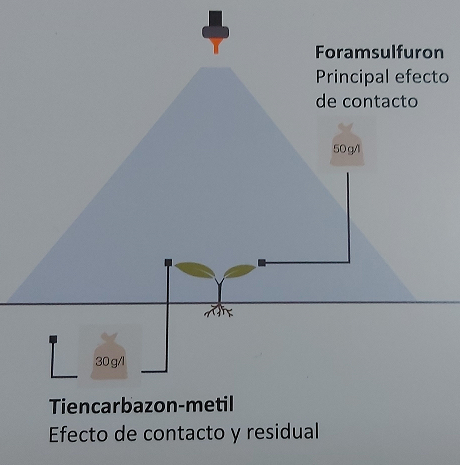 Foramsulfuron
Principal efecto
de contacto
50g/l
30g/l
Tiencarbazon-metil
Efecto de contacto y residual